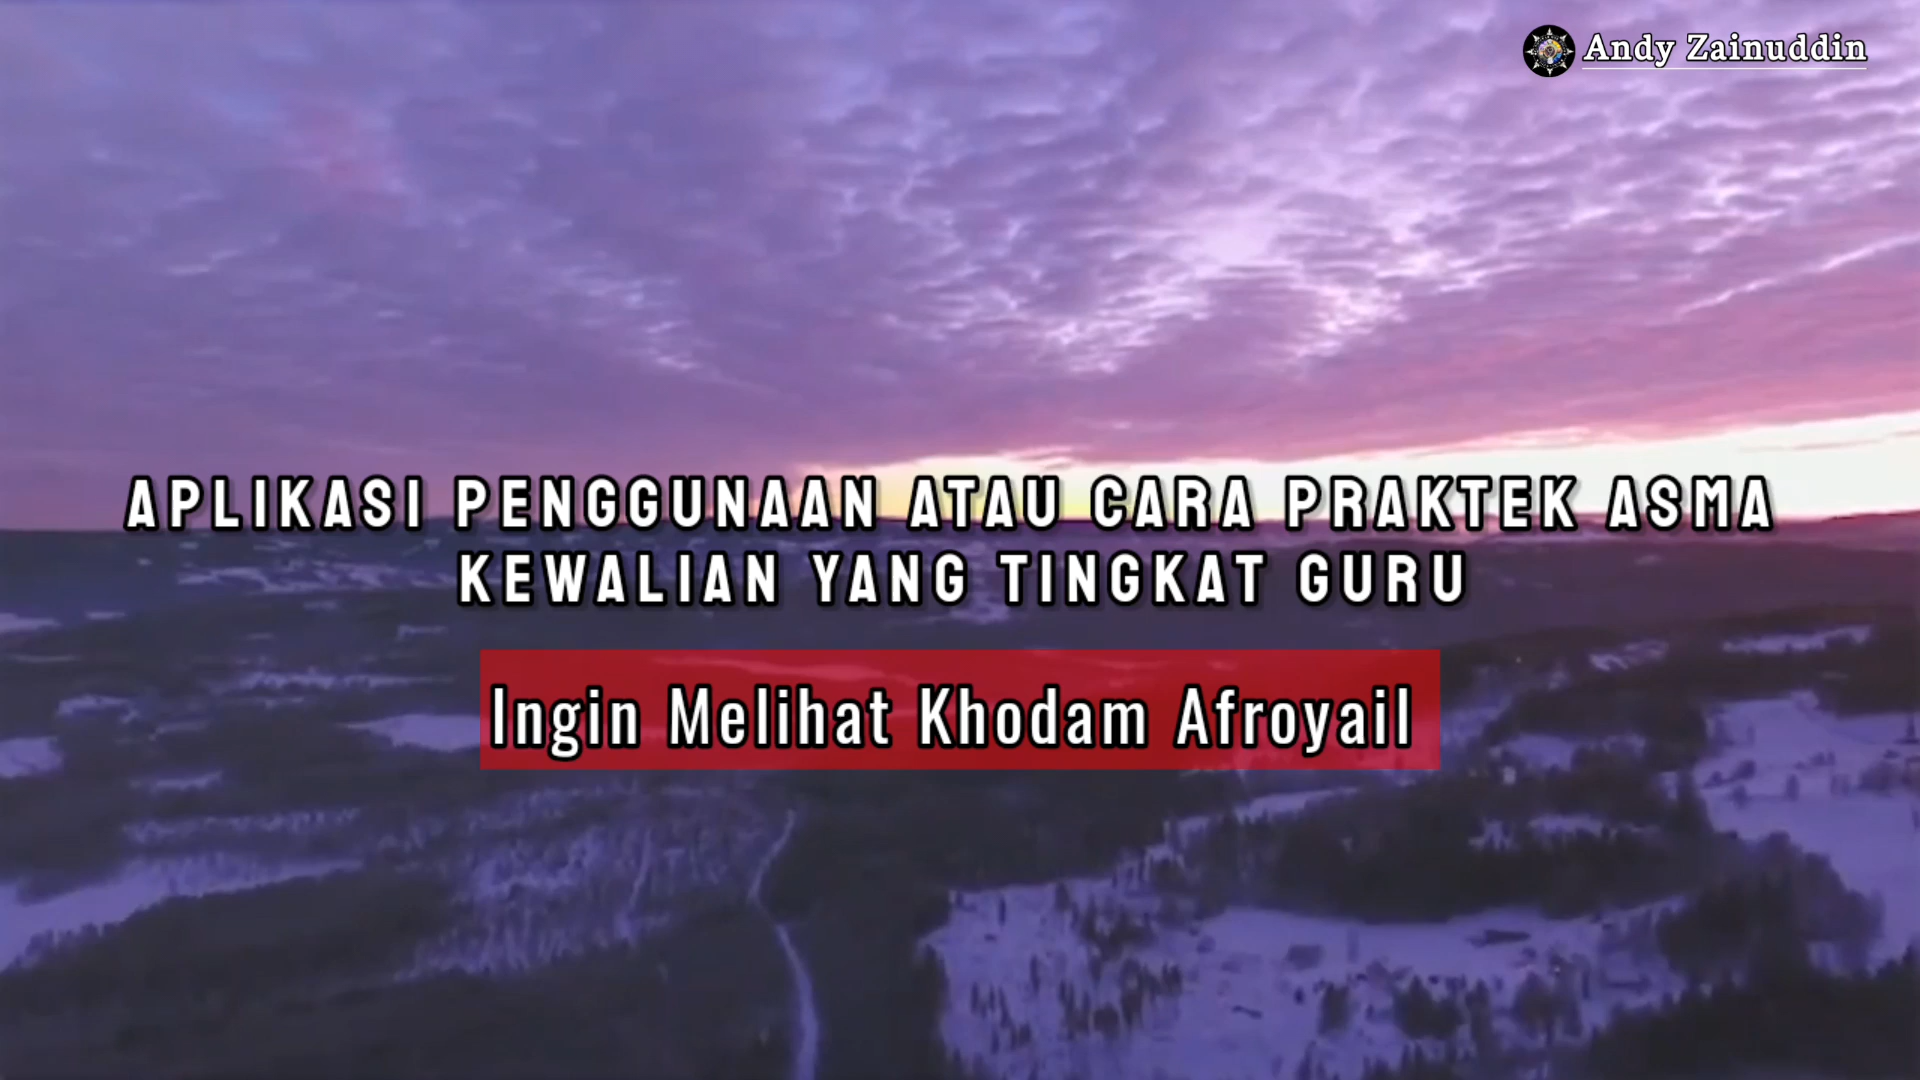 Andy Zainuddin
APLIKASI PENGGUNAAN ATAU CARA PRAKTEK ASMA
KEWALIAN YANG TINGKAT GURU
Ingin Melihat Khodam Afroyail